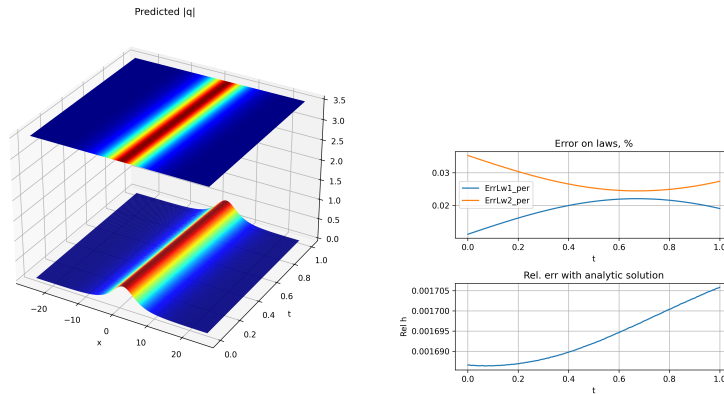 Predicted |q|
3.5
3.0
2.5
2.0
1.5
1.0
0.5
0.0
−20
−10
0
10
20
x
0.0
0.2
0.4
0.6
0.8
1.0
t
Error on laws, %
0.03
0.02
ErrLw1_per
ErrLw2_per
0.0 0.2 0.4 0.6 0.8 1.0
t
Rel. err with analytic solution
0.001705
0.001700
0.001695
0.001690
Rel h
0.0 0.2 0.4 0.6 0.8 1.0
t